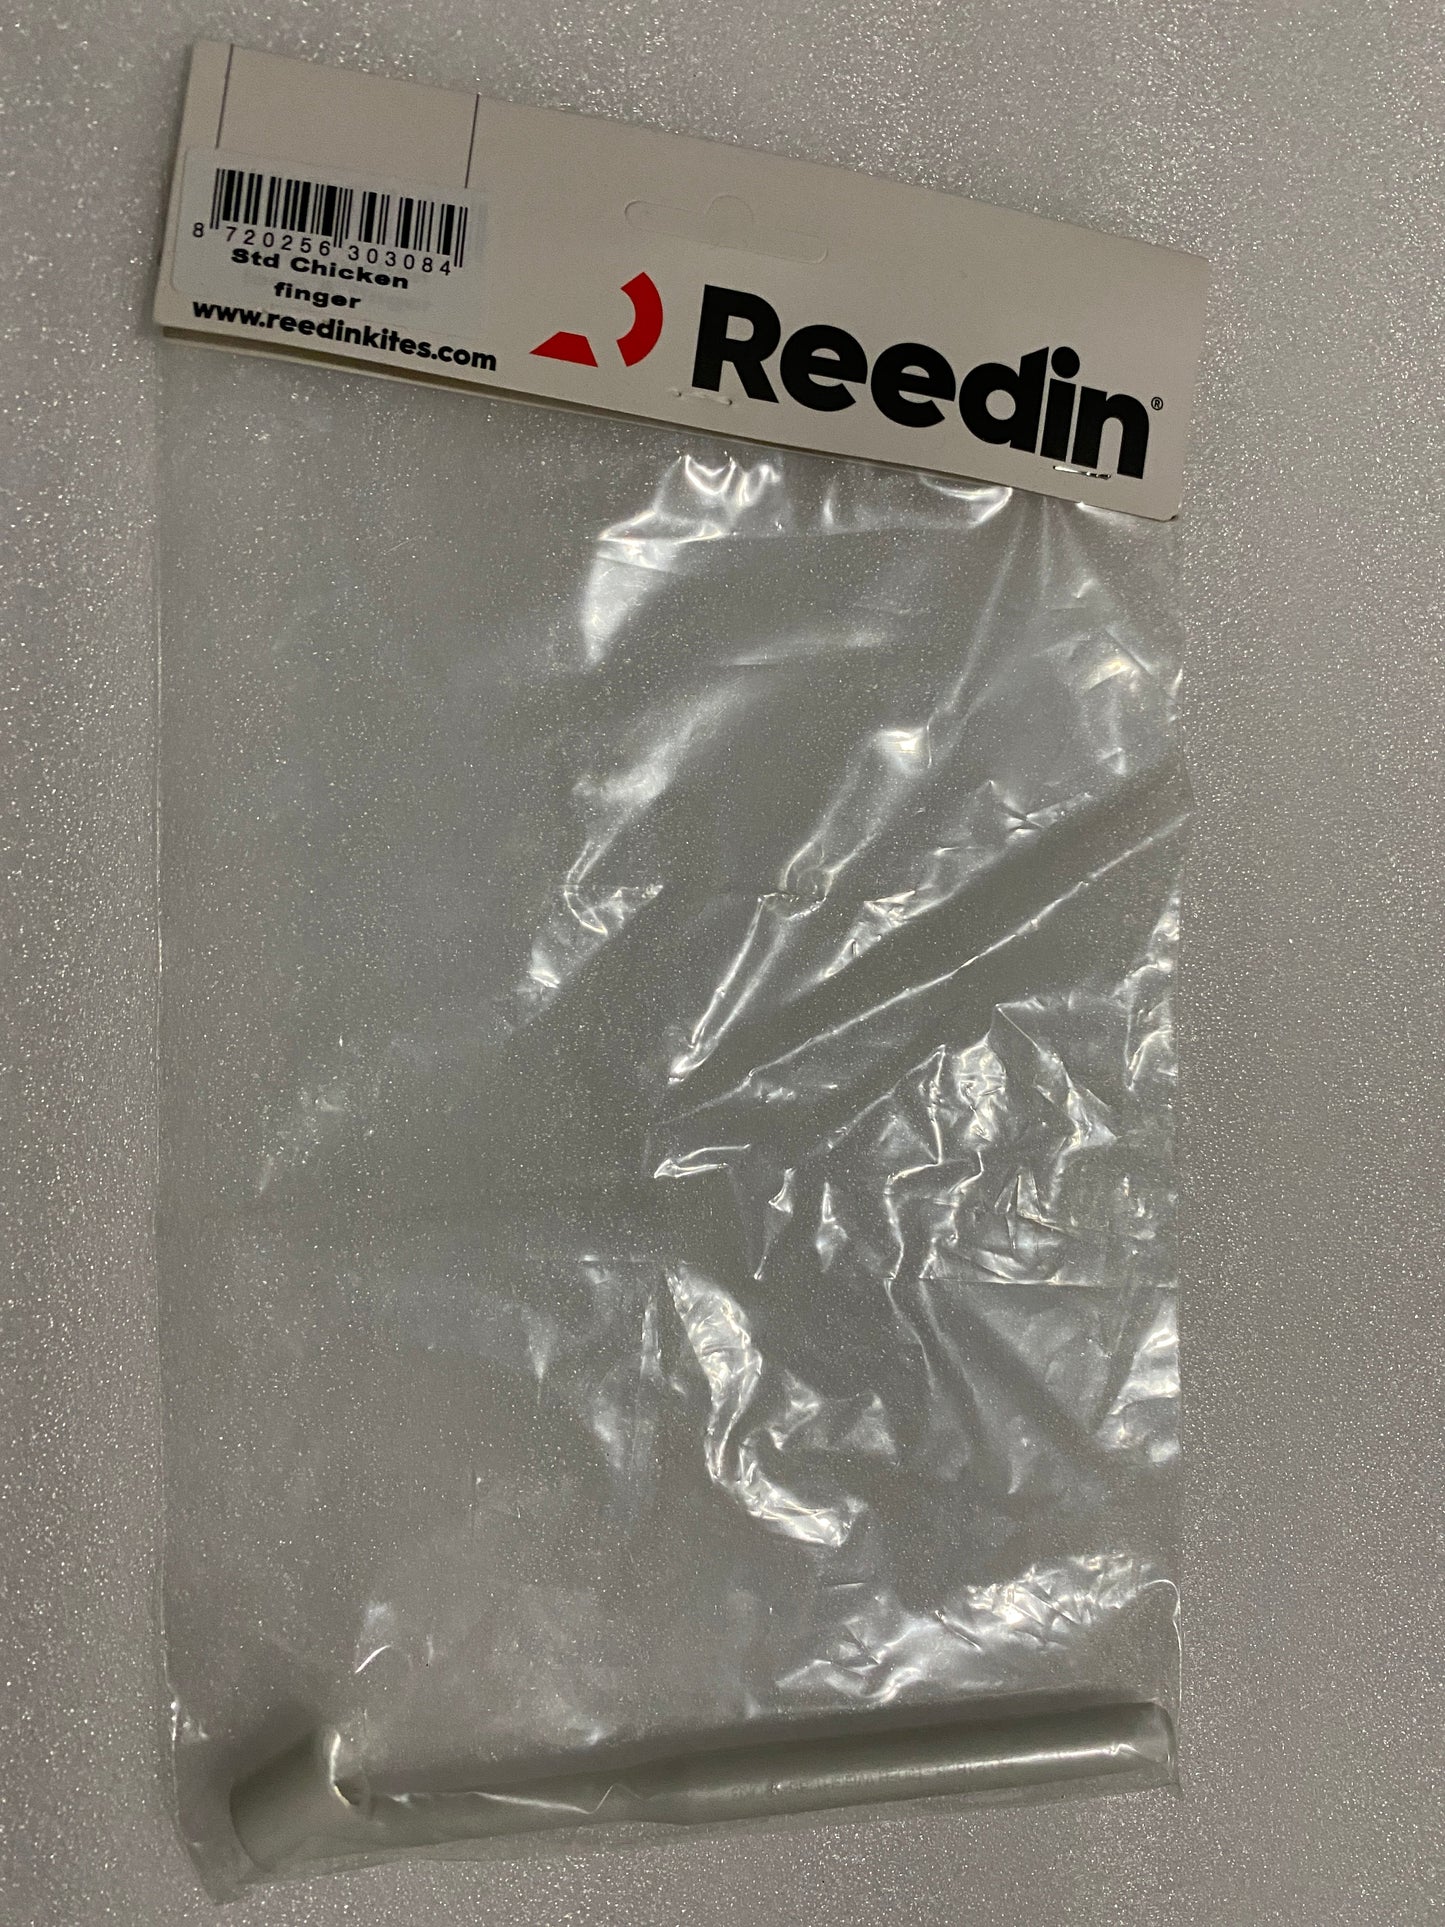 8 720256 303084
Std Chicken
finger
www.reedinkites.com
Reedin®